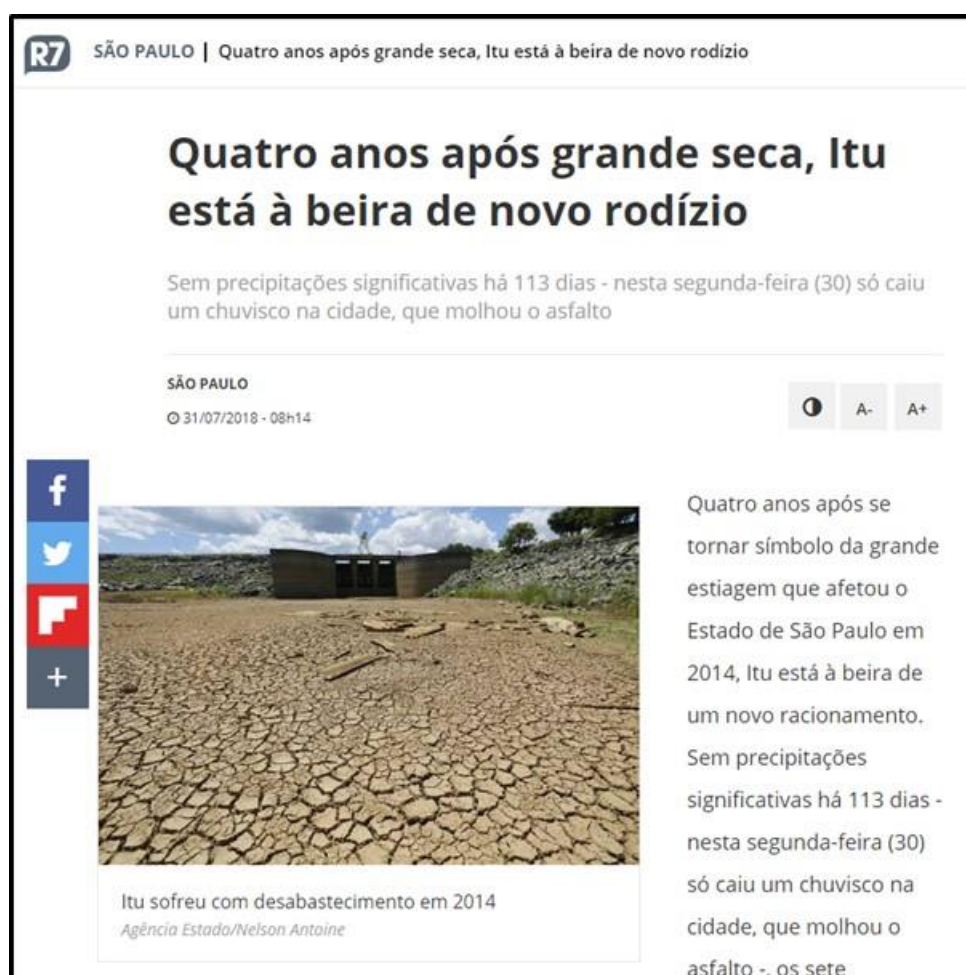 R7 SÃO PAULO | Quatro anos após grande seca, Itu está à beira de novo rodízio
Quatro anos após grande seca, Itu
está à beira de novo rodízio
Sem precipitações significativas há 113 dias - nesta segunda-feira (30) só caiu
um chuvisco na cidade, que molhou o asfalto
SÃO PAULO
31/07/2018 - 08h14
A- A+
f
+
Itu sofreu com desabastecimento em 2014
Agência Estado/Nelson Antoine
Quatro anos após se
tornar símbolo da grande
estiagem que afetou o
Estado de São Paulo em
2014, Itu está à beira de
um novo racionamento.
Sem precipitações
significativas há 113 dias -
nesta segunda-feira (30)
só caiu um chuvisco na
cidade, que molhou o
asfalto -, os sete